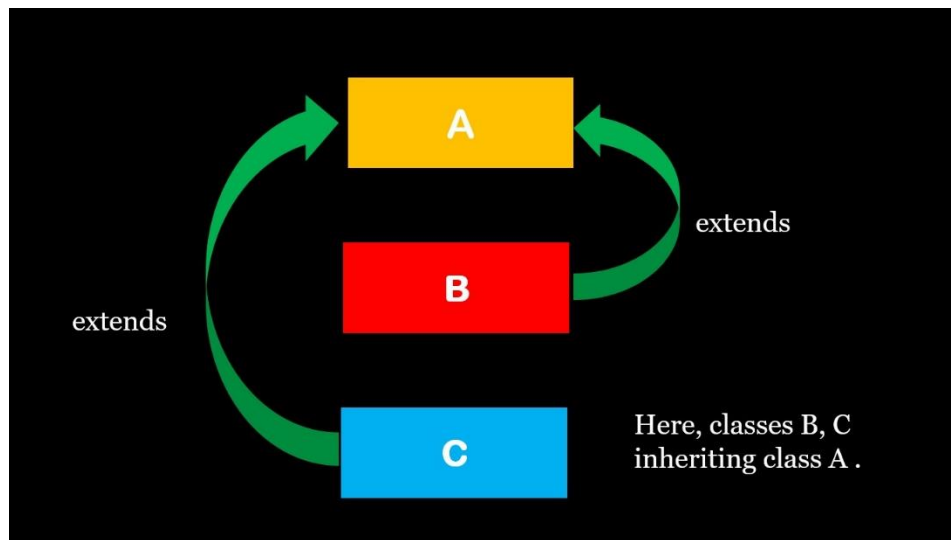 A
extends
B
extends
C
Here, classes B, C
inheriting class A .